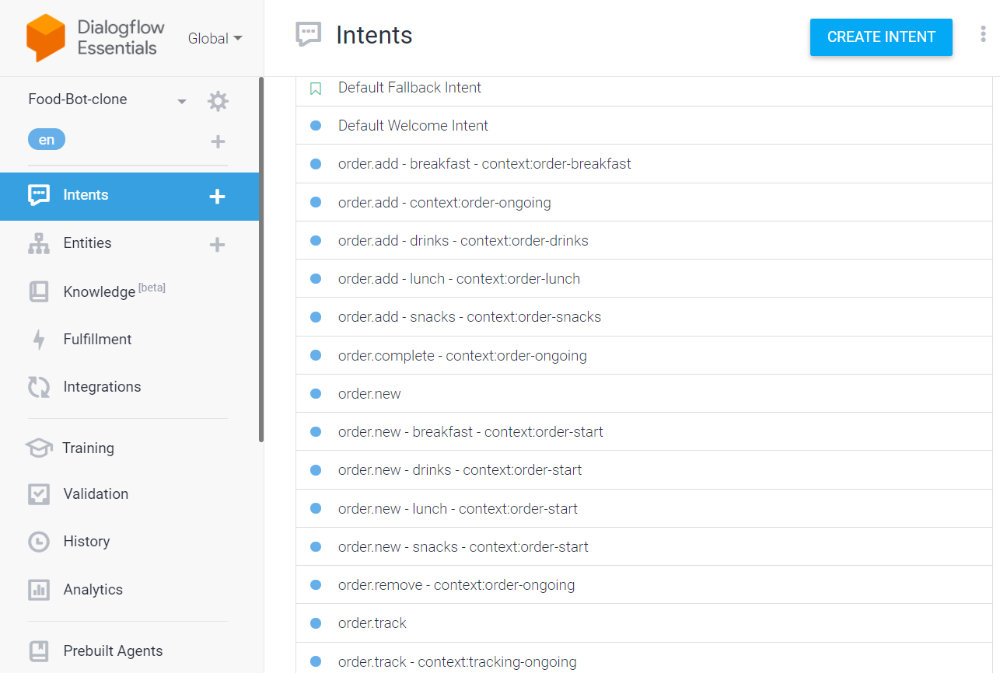 Dialogflow
Essentials
Global
Intents
CREATE INTENT
Food-Bot-clone
en
Intents
Entities
Knowledge [beta]
Fulfillment
Integrations
Training
Validation
History
Analytics
Prebuilt Agents
Default Fallback Intent
Default Welcome Intent
order.add - breakfast - context:order-breakfast
order.add - context:order-ongoing
order.add - drinks - context:order-drinks
order.add - lunch - context:order-lunch
order.add - snacks - context:order-snacks
order.complete - context:order-ongoing
order.new
order.new - breakfast - context:order-start
order.new - drinks - context:order-start
order.new - lunch - context:order-start
order.new - snacks - context:order-start
order.remove - context:order-ongoing
order.track
order.track - context:tracking-ongoing